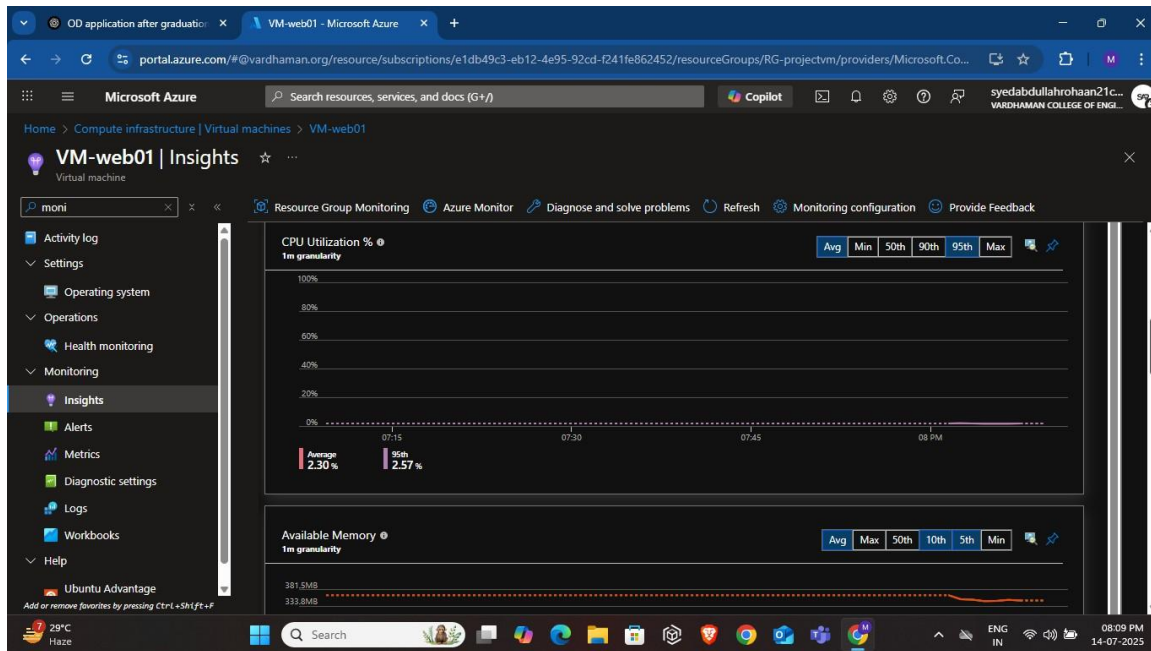 OD application after graduation
VM-web01 - Microsoft Azure
portal.azure.com/#@vardhaman.org/resource/subscriptions/e1db49c3-eb12-4e95-92cd-f241fe862452/resourceGroups/RG-projectvm/providers/Microsoft.Co...
M
Microsoft Azure
Search resources, services, and docs (G+/)
Copilot
syedabdullahrohaan21c...
VARDHAMAN COLLEGE OF ENGI...
Home > Compute infrastructure | Virtual machines > VM-web01
VM-web01 | Insights
Virtual machine
moni
Resource Group Monitoring
Azure Monitor
Diagnose and solve problems
Refresh
Monitoring configuration
Provide Feedback
Activity log
Settings
Operating system
Operations
Health monitoring
Monitoring
Insights
Alerts
Metrics
Diagnostic settings
Logs
Workbooks
Help
Ubuntu Advantage
Add or remove favorites by pressing Ctrl+Shift+F
CPU Utilization %
1m granularity
Avg Min 50th 90th 95th Max
100%
80%
60%
40%
20%
0%
07:15 07:30 07:45 08 PM
Average
2.30 %
95th
2.57 %
Available Memory
1m granularity
Avg Max 50th 10th 5th Min
381.5MB
333.8MB
7
29°C
Haze
Search
M
ENG
IN
08:09 PM
14-07-2025